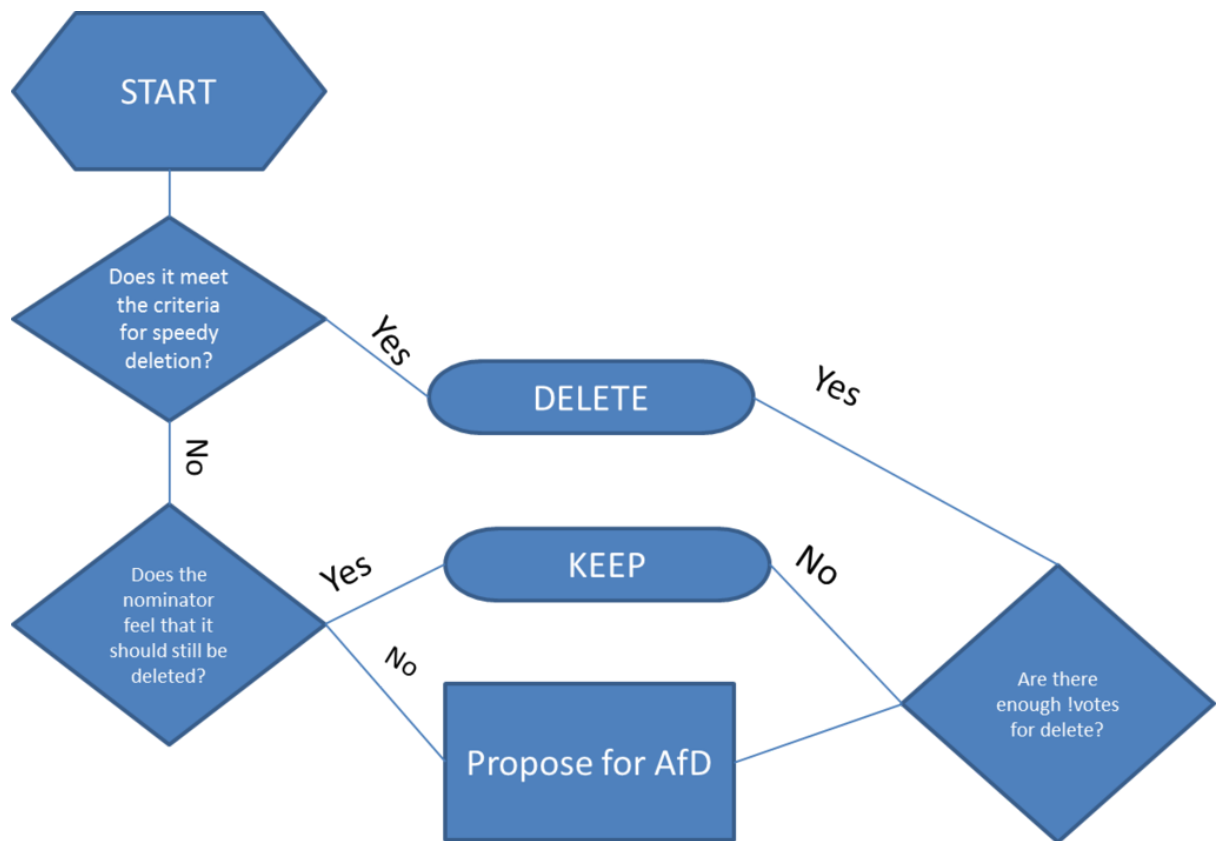 START
Does it meet
the criteria
for speedy
deletion?
Yes
DELETE
Yes
No
Does the
nominator
feel that it
should still be
deleted?
Yes
KEEP
No
No
Propose for AfD
Are there
enough !votes
for delete?